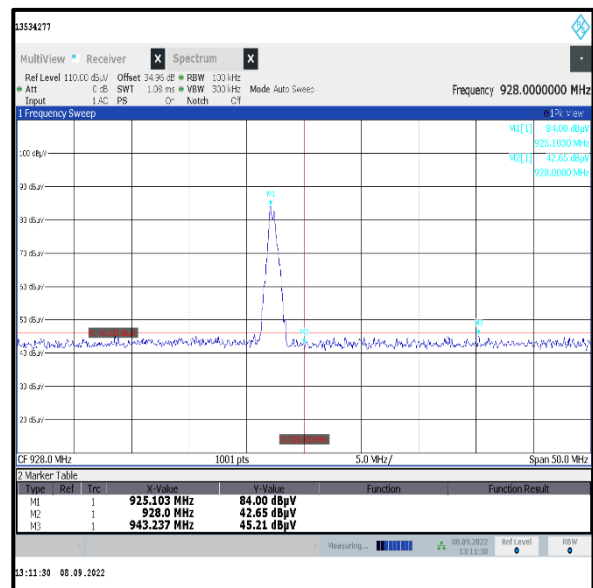 13534277
MultiView Receiver X Spectrum X
Ref Level 110.00 dBµV Offset 34.96 dB RBW 100 kHz
Att 0 dB SWT 1.08 ms VBW 300 kHz Mode Auto Sweep Frequency 928.0000000 MHz
Input 1 AC PS On Notch Off
1 Frequency Sweep 1Pk View
M1[1] 84.00 dBµV
925.1030 MHz
M2[1] 42.65 dBµV
928.0000 MHz
100 dBµV
90 dBµV
M1
80 dBµV
70 dBµV
60 dBµV
50 dBµV
M2 M3
40 dBµV
30 dBµV
20 dBµV
CF 928.0 MHz 1001 pts 5.0 MHz/ Span 50.0 MHz
2 Marker Table
Type Ref Trc X-Value Y-Value Function Function Result
M1 1 925.103 MHz 84.00 dBµV
M2 1 928.0 MHz 42.65 dBµV
M3 1 943.237 MHz 45.21 dBµV
Measuring... 08.09.2022 Ref Level RBW
13:11:30
13:11:30 08.09.2022